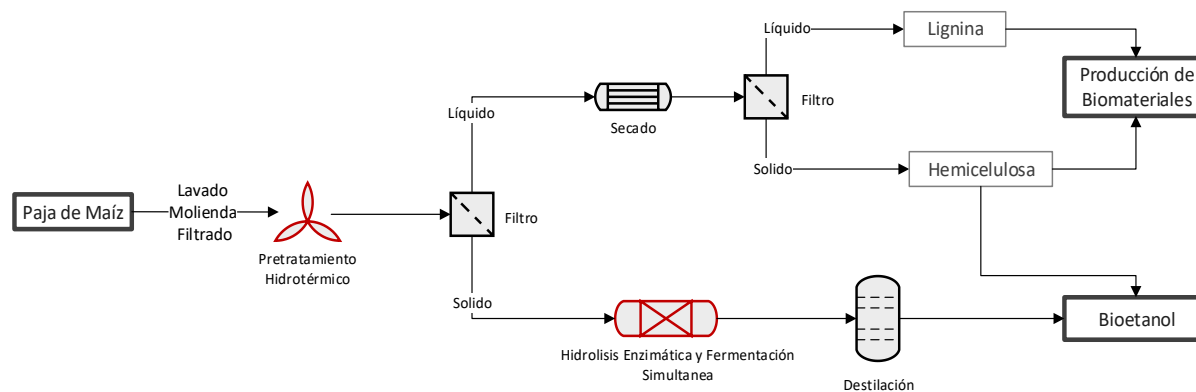 Paja de Maíz
Lavado
Molienda
Filtrado
Pretratamiento
Hidrotérmico
Filtro
Líquido
Secado
Filtro
Líquido
Lignina
Producción de
Biomateriales
Solido
Hemicelulosa
Solido
Hidrolisis Enzimática y Fermentación
Simultanea
Destilación
Bioetanol